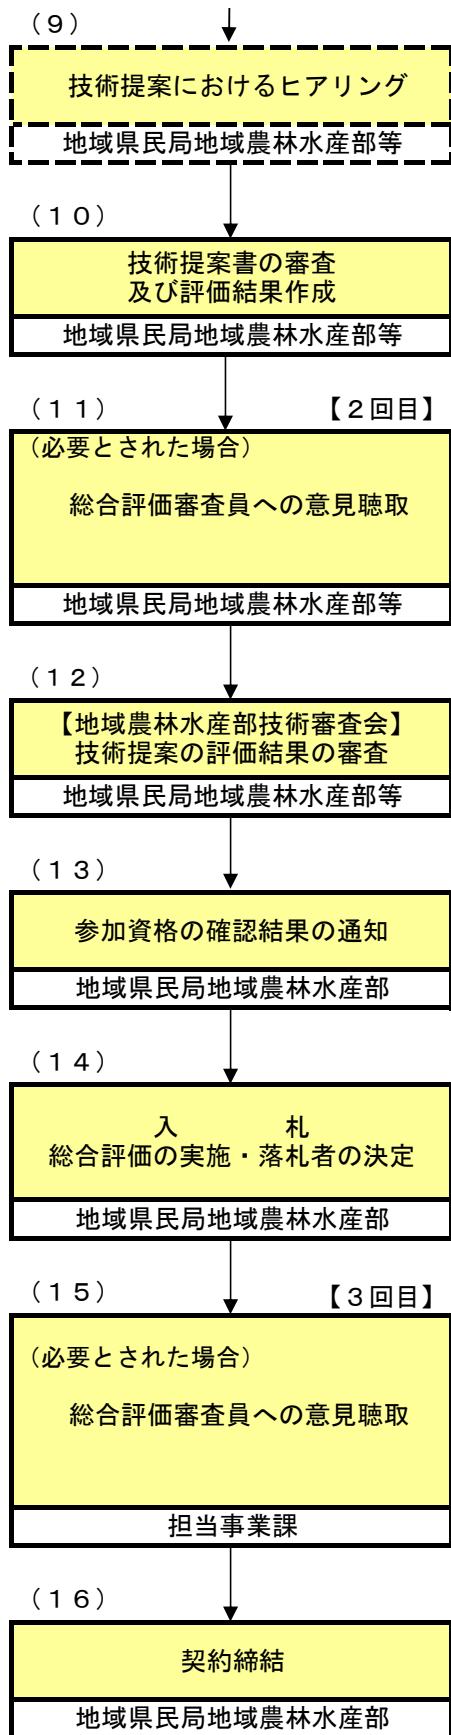 （９）
技術提案におけるヒアリング
地域県民局地域農林水産部等
（１０）
技術提案書の審査
及び評価結果作成
地域県民局地域農林水産部等
（１１） 【２回目】
（必要とされた場合）
総合評価審査員への意見聴取
地域県民局地域農林水産部等
（１２）
【地域農林水産部技術審査会】
技術提案の評価結果の審査
地域県民局地域農林水産部等
（１３）
参加資格の確認結果の通知
地域県民局地域農林水産部
（１４）
入　　　　札
総合評価の実施・落札者の決定
地域県民局地域農林水産部
（１５） 【３回目】
（必要とされた場合）
総合評価審査員への意見聴取
担当事業課
（１６）
契約締結
地域県民局地域農林水産部